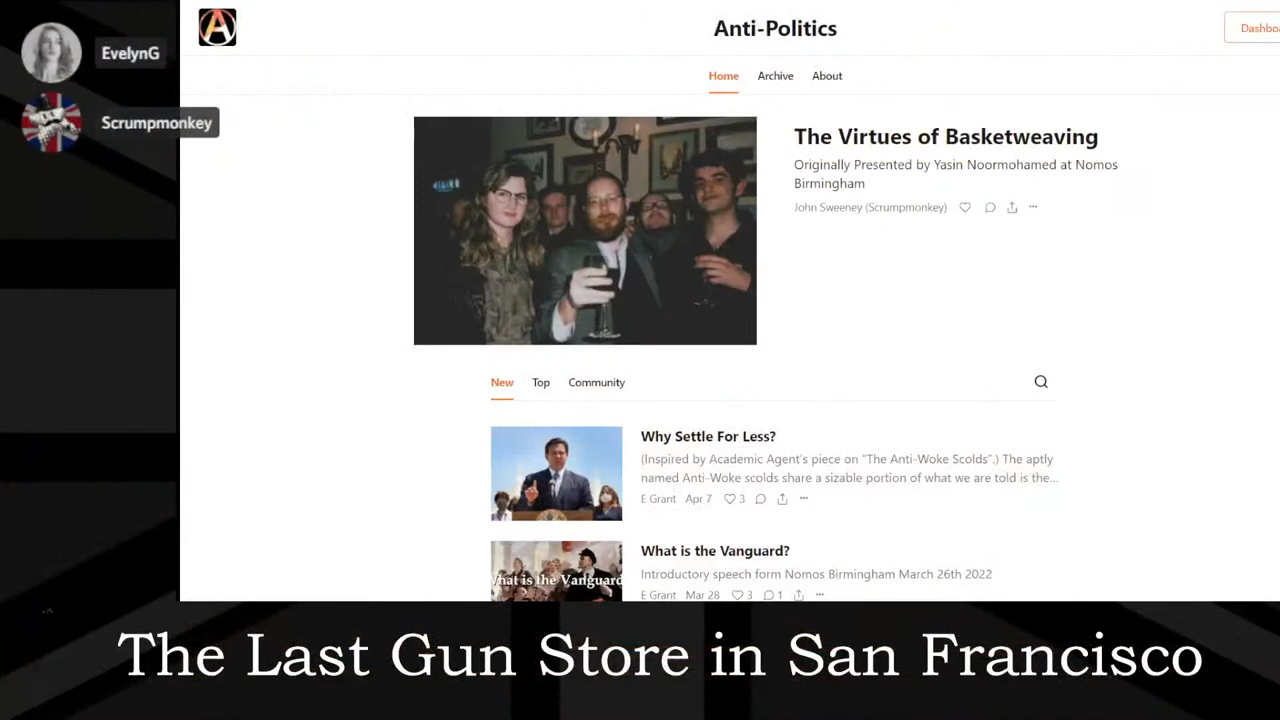 EvelynG
Scrumpmonkey
Anti-Politics
Home Archive About
The Virtues of Basketweaving
Originally Presented by Yasin Noormohamed at Nomos
Birmingham
John Sweeney (Scrumpmonkey)
New Top Community
Why Settle For Less?
(Inspired by Academic Agent's piece on "The Anti-Woke Scolds".) The aptly
named Anti-Woke scolds share a sizable portion of what we are told is the...
E Grant Apr 7 3
What is the Vanguard?
What is the Vanguard
Introductory speech form Nomos Birmingham March 26th 2022
E Grant Mar 28 3 1
The Last Gun Store in San Francisco